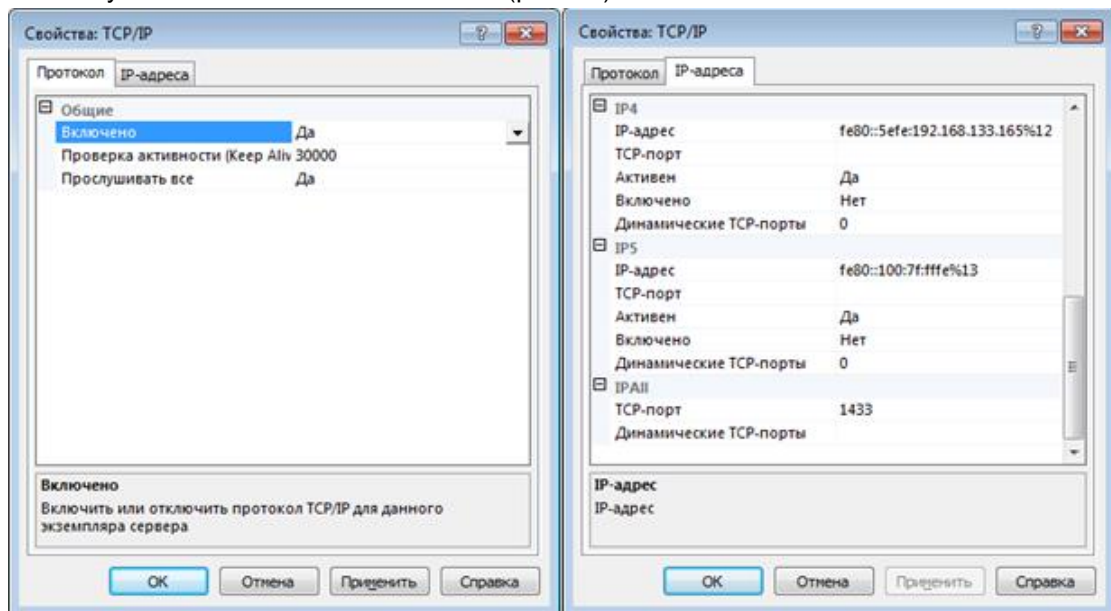 Свойства: TCP/IP
Протокол IP-адреса
Общие
Включено Да
Проверка активности (Keep Aliv 30000
Прослушивать все Да
Включено
Включить или отключить протокол TCP/IP для данного
экземпляра сервера
ОК Отмена Применить Справка
Свойства: TCP/IP
Протокол IP-адреса
IP4
IP-адрес fe80::5efe:192.168.133.165%12
TCP-порт
Активен Да
Включено Нет
Динамические TCP-порты 0
IP5
IP-адрес fe80::100:7f:fffe%13
TCP-порт
Активен Да
Включено Нет
Динамические TCP-порты 0
IPAll
TCP-порт 1433
Динамические TCP-порты
IP-адрес
IP-адрес
ОК Отмена Применить Справка